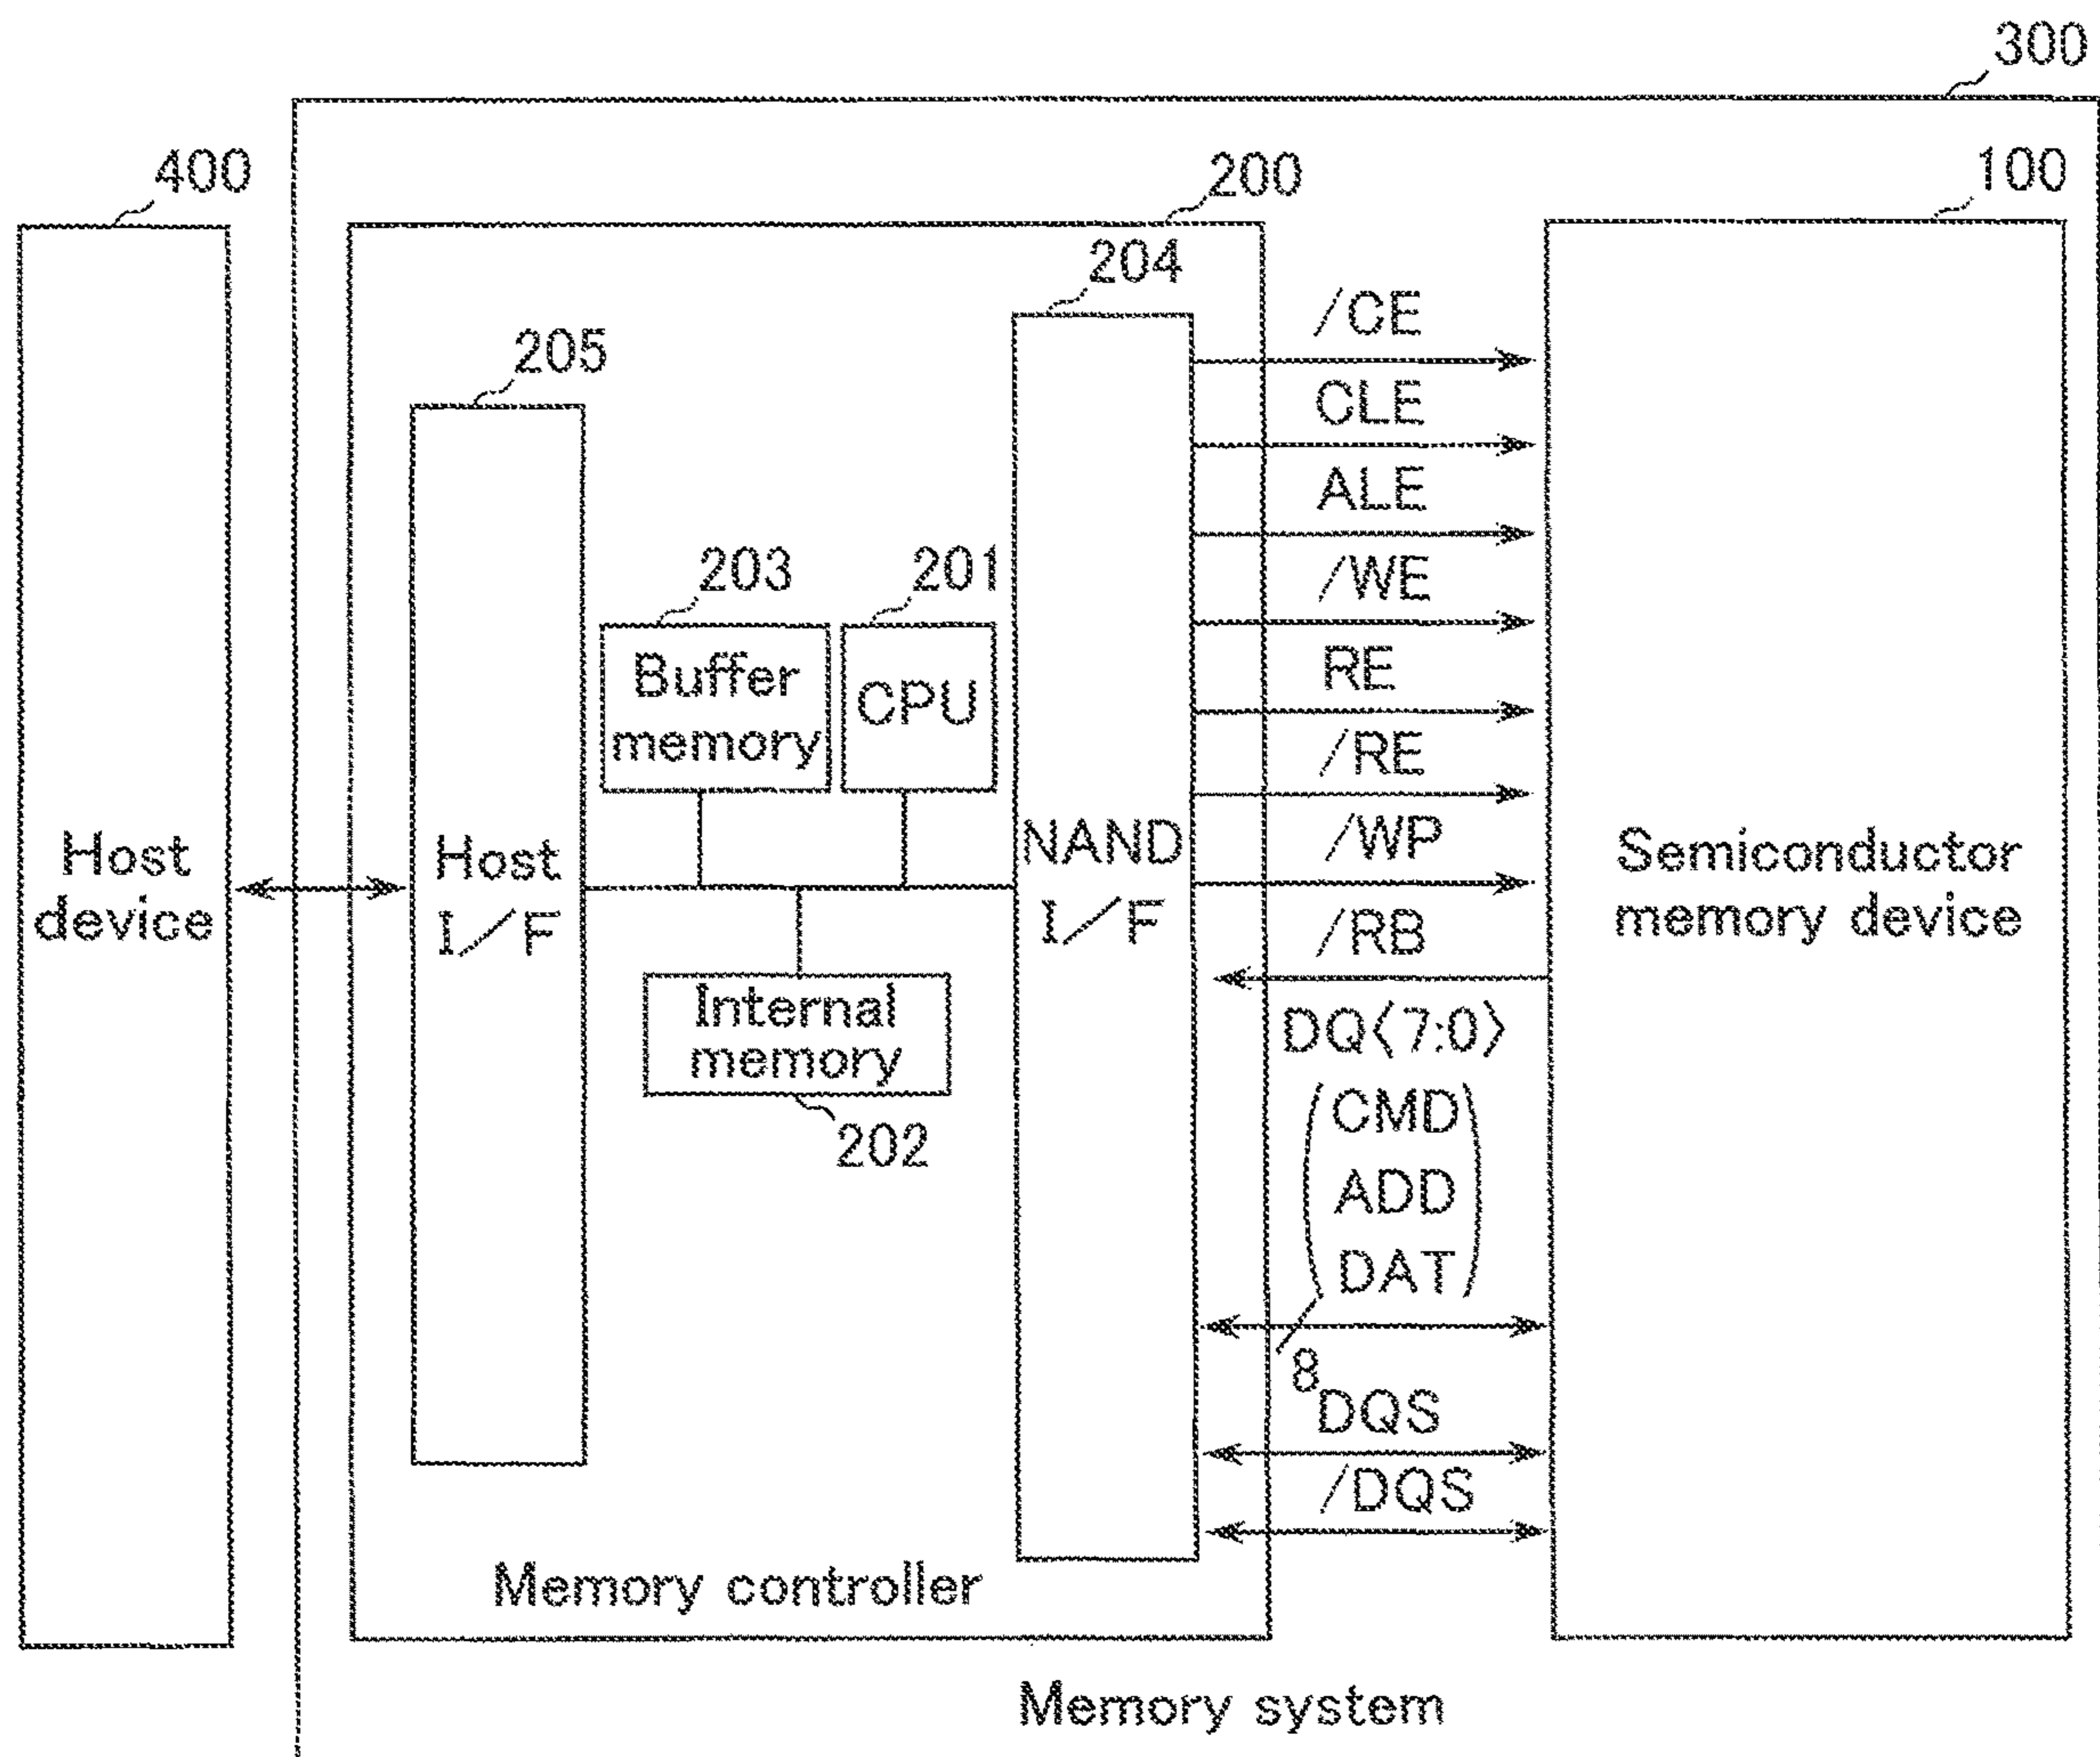 300
400
200
100
204
/CE
205
CLE
ALE
203
201
/WE
Buffer
memory
CPU
RE
/RE
Host
device
Host
I/F
NAND
I/F
/WP
Semiconductor
memory device
/RB
Internal
memory
DQ〈7:0〉
CMD
202
ADD
DAT
8
DQS
/DQS
Memory controller
Memory system